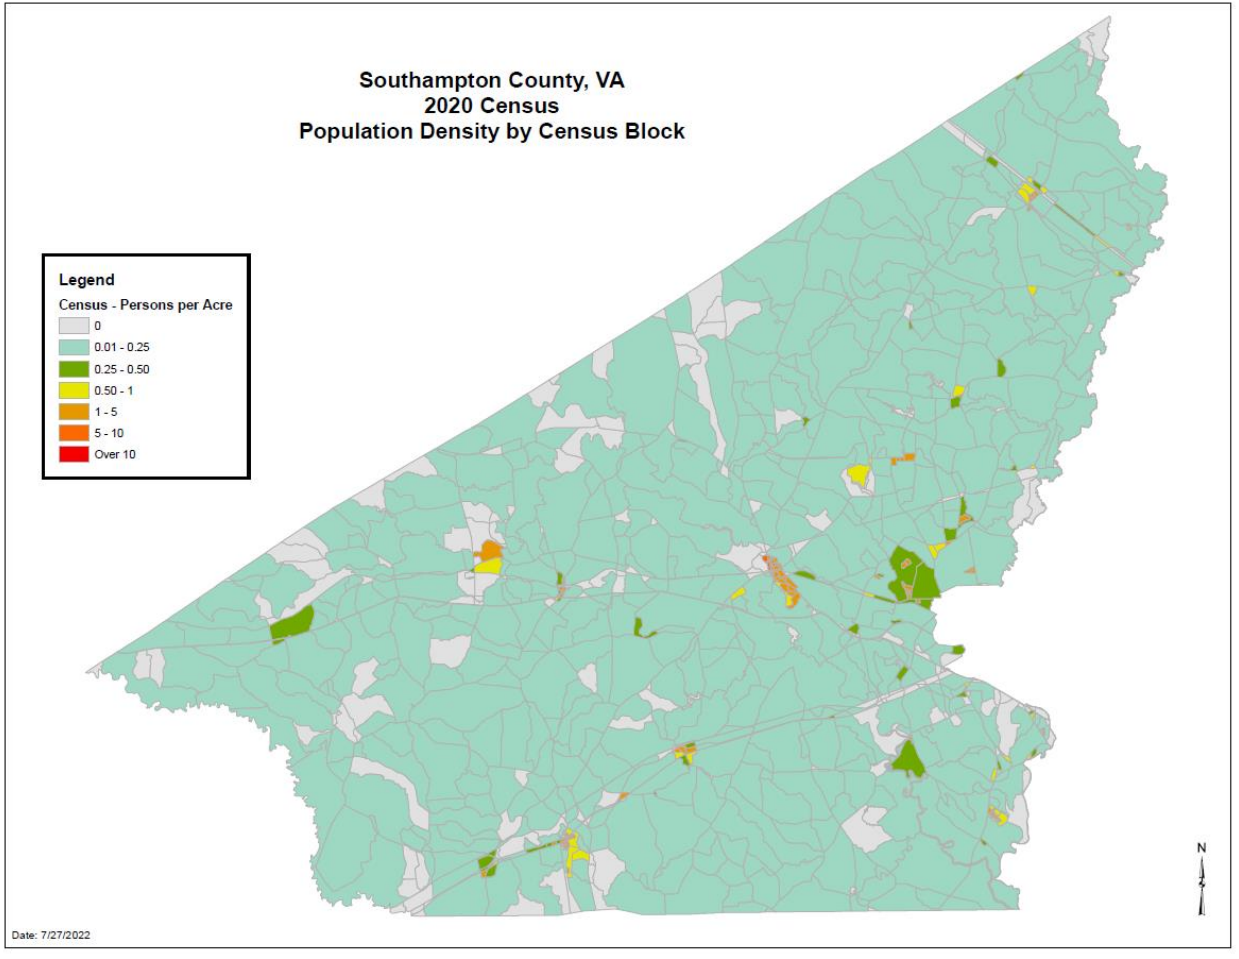 Southampton County, VA
2020 Census
Population Density by Census Block
Legend
Census - Persons per Acre
0
0.01 - 0.25
0.25 - 0.50
0.50 - 1
1 - 5
5 - 10
Over 10
N
Date: 7/27/2022